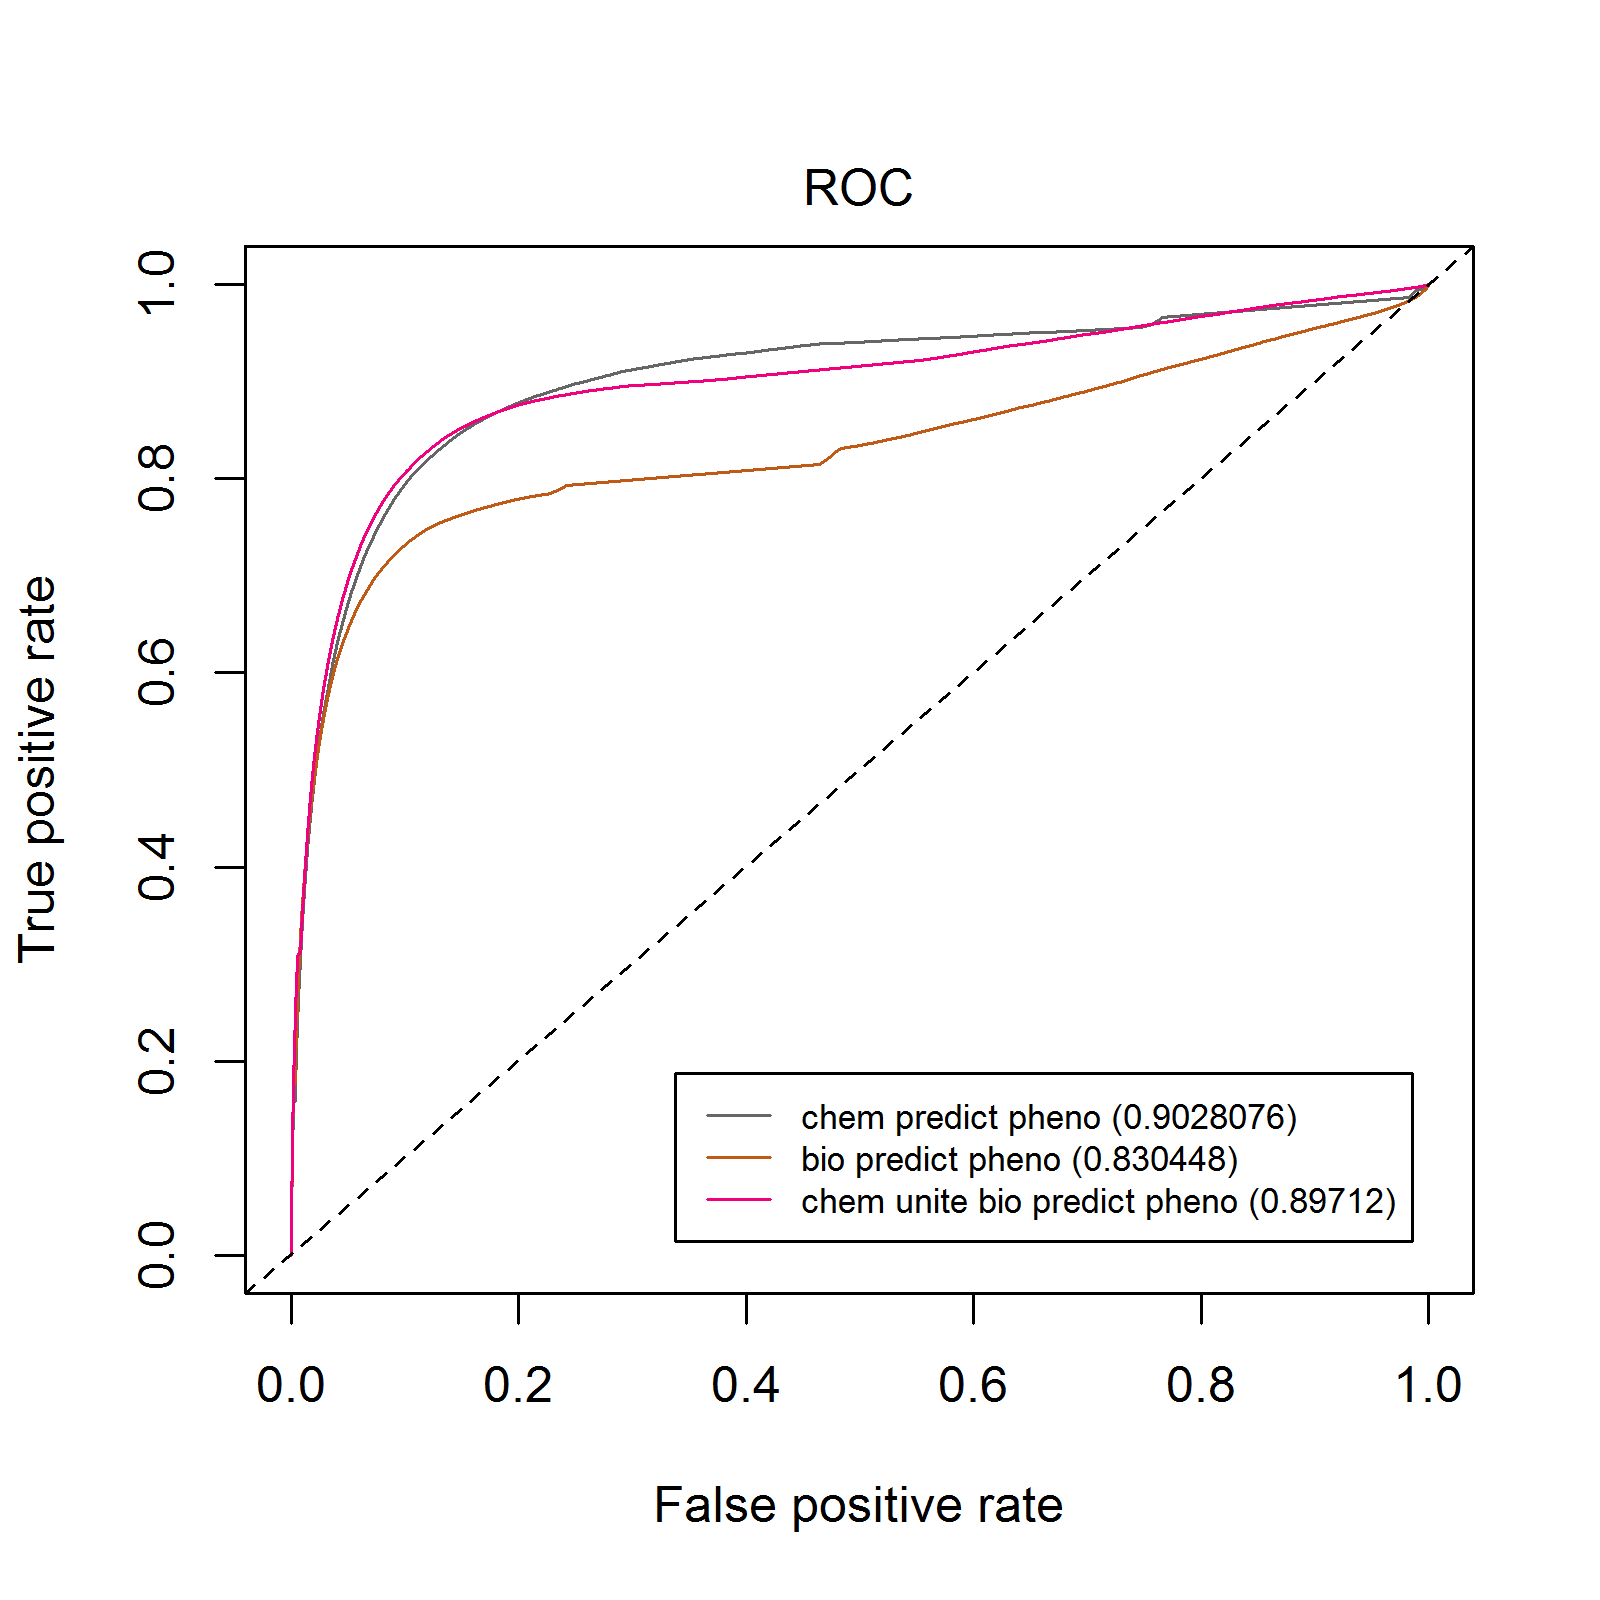 ROC
True positive rate
1.0
0.8
0.6
0.4
0.2
0.0
chem predict pheno (0.9028076)
bio predict pheno (0.830448)
chem unite bio predict pheno (0.89712)
0.0 0.2 0.4 0.6 0.8 1.0
False positive rate